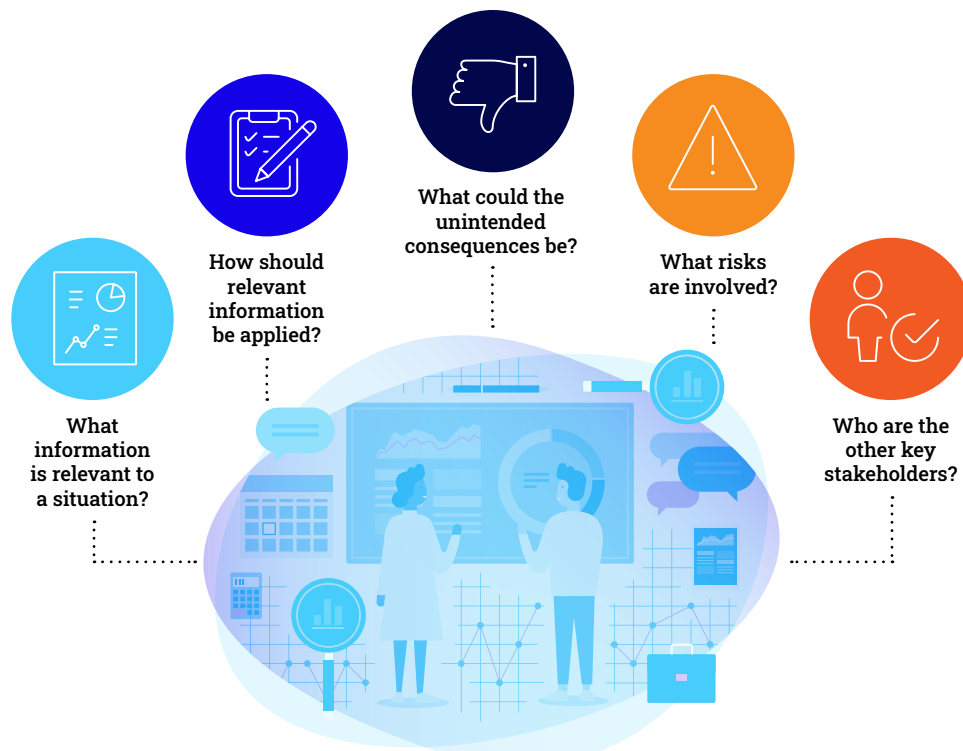 What
information
is relevant to
a situation?
How should
relevant
information
be applied?
What could the
unintended
consequences be?
What risks
are involved?
Who are the
other key
stakeholders?